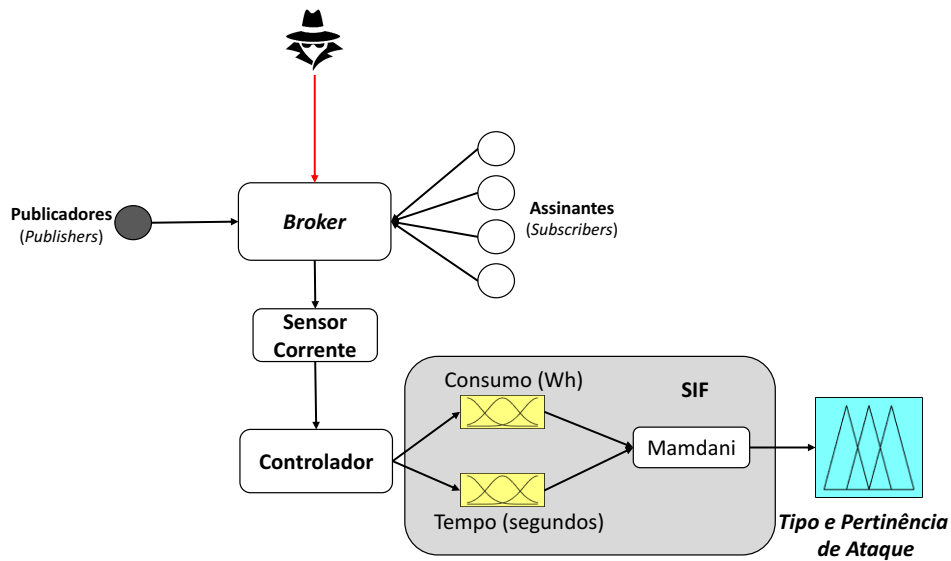 Publicadores
(Publishers)
Broker
Assinantes
(Subscribers)
Sensor
Corrente
Controlador
Consumo (Wh)
SIF
Mamdani
Tempo (segundos)
Tipo e Pertinência
de Ataque